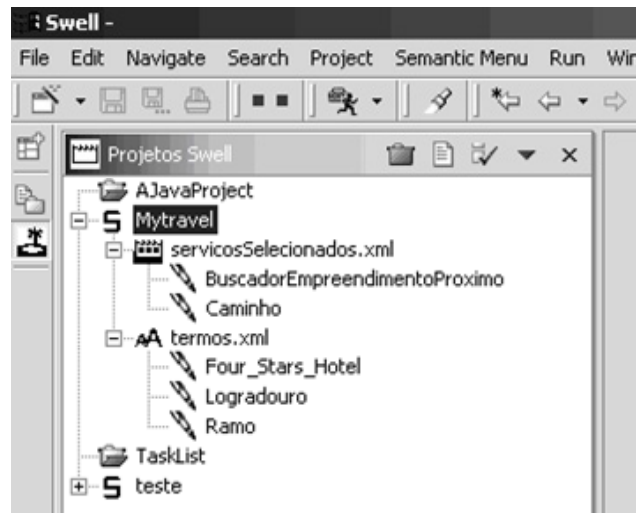 Swell -
File Edit Navigate Search Project Semantic Menu Run Wir
Projetos Swell
AJavaProject
S Mytravel
servicosSelecionados.xml
BuscadorEmpreendimentoProximo
Caminho
AA termos.xml
Four_Stars_Hotel
Logradouro
Ramo
TaskList
S teste